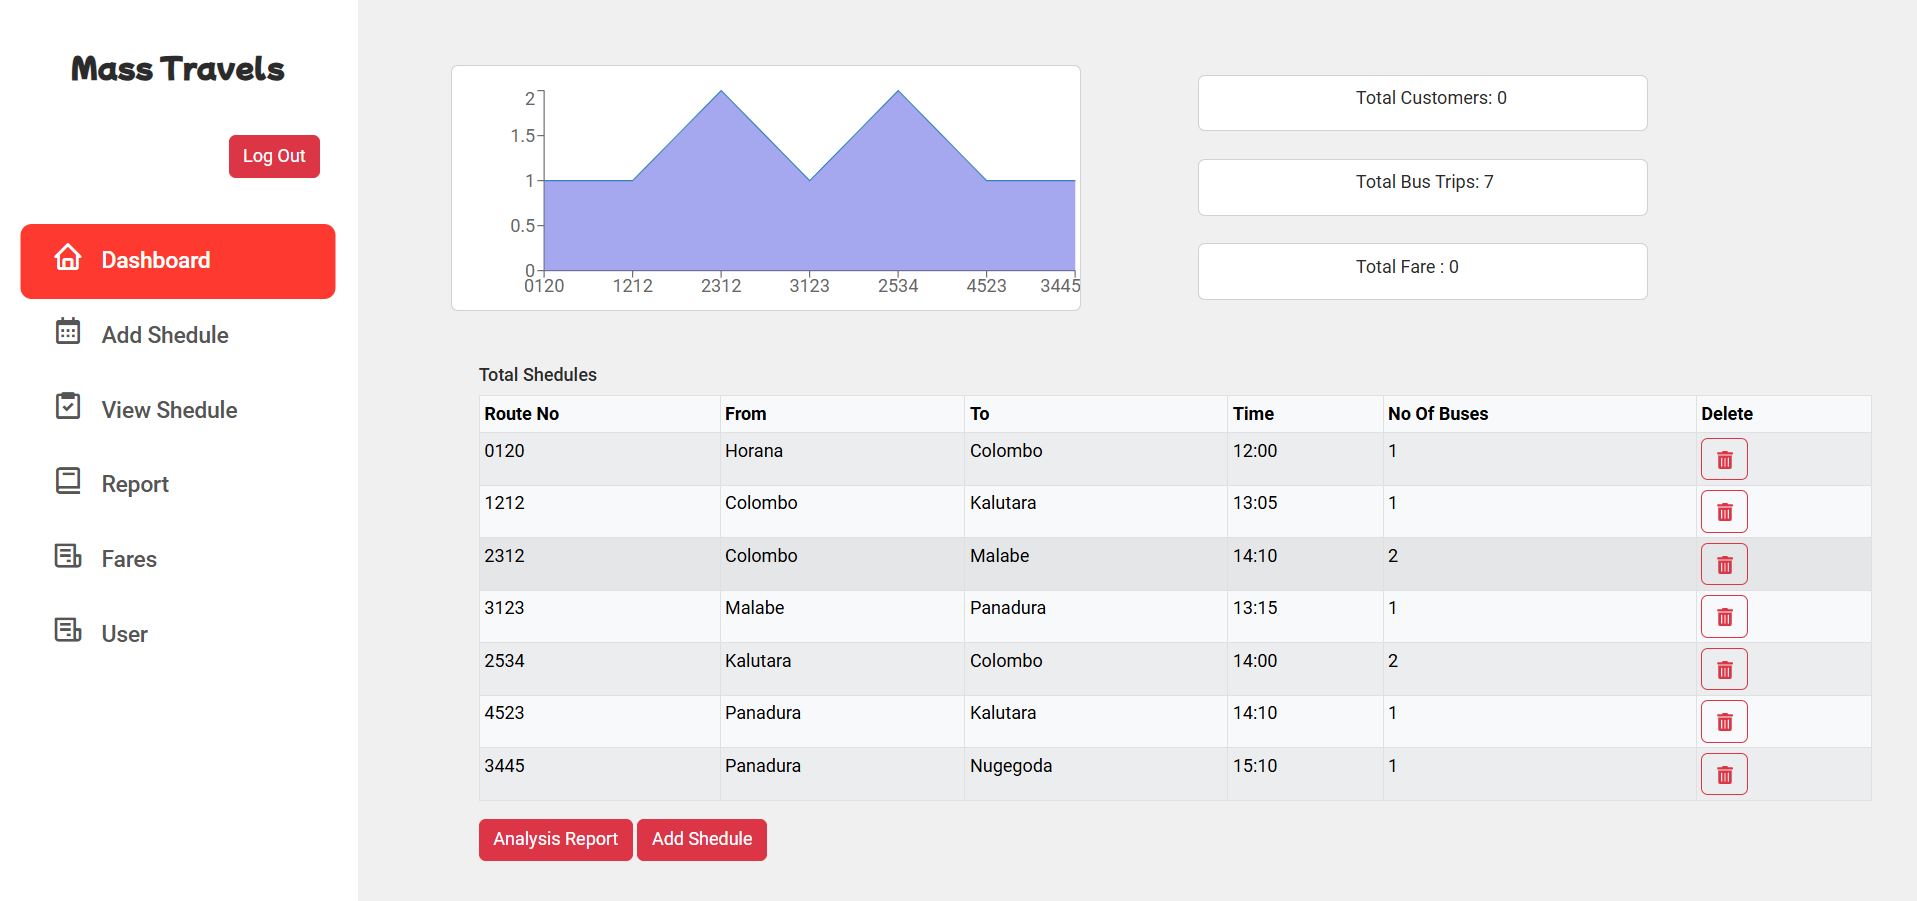 Mass Travels
Log Out
Dashboard
Add Shedule
View Shedule
Report
Fares
User
2
1.5
1
0.5
0
0120 1212 2312 3123 2534 4523 3445
Total Customers: 0
Total Bus Trips: 7
Total Fare : 0
Total Shedules
Route No From To Time No Of Buses Delete
0120 Horana Colombo 12:00 1
1212 Colombo Kalutara 13:05 1
2312 Colombo Malabe 14:10 2
3123 Malabe Panadura 13:15 1
2534 Kalutara Colombo 14:00 2
4523 Panadura Kalutara 14:10 1
3445 Panadura Nugegoda 15:10 1
Analysis Report Add Shedule